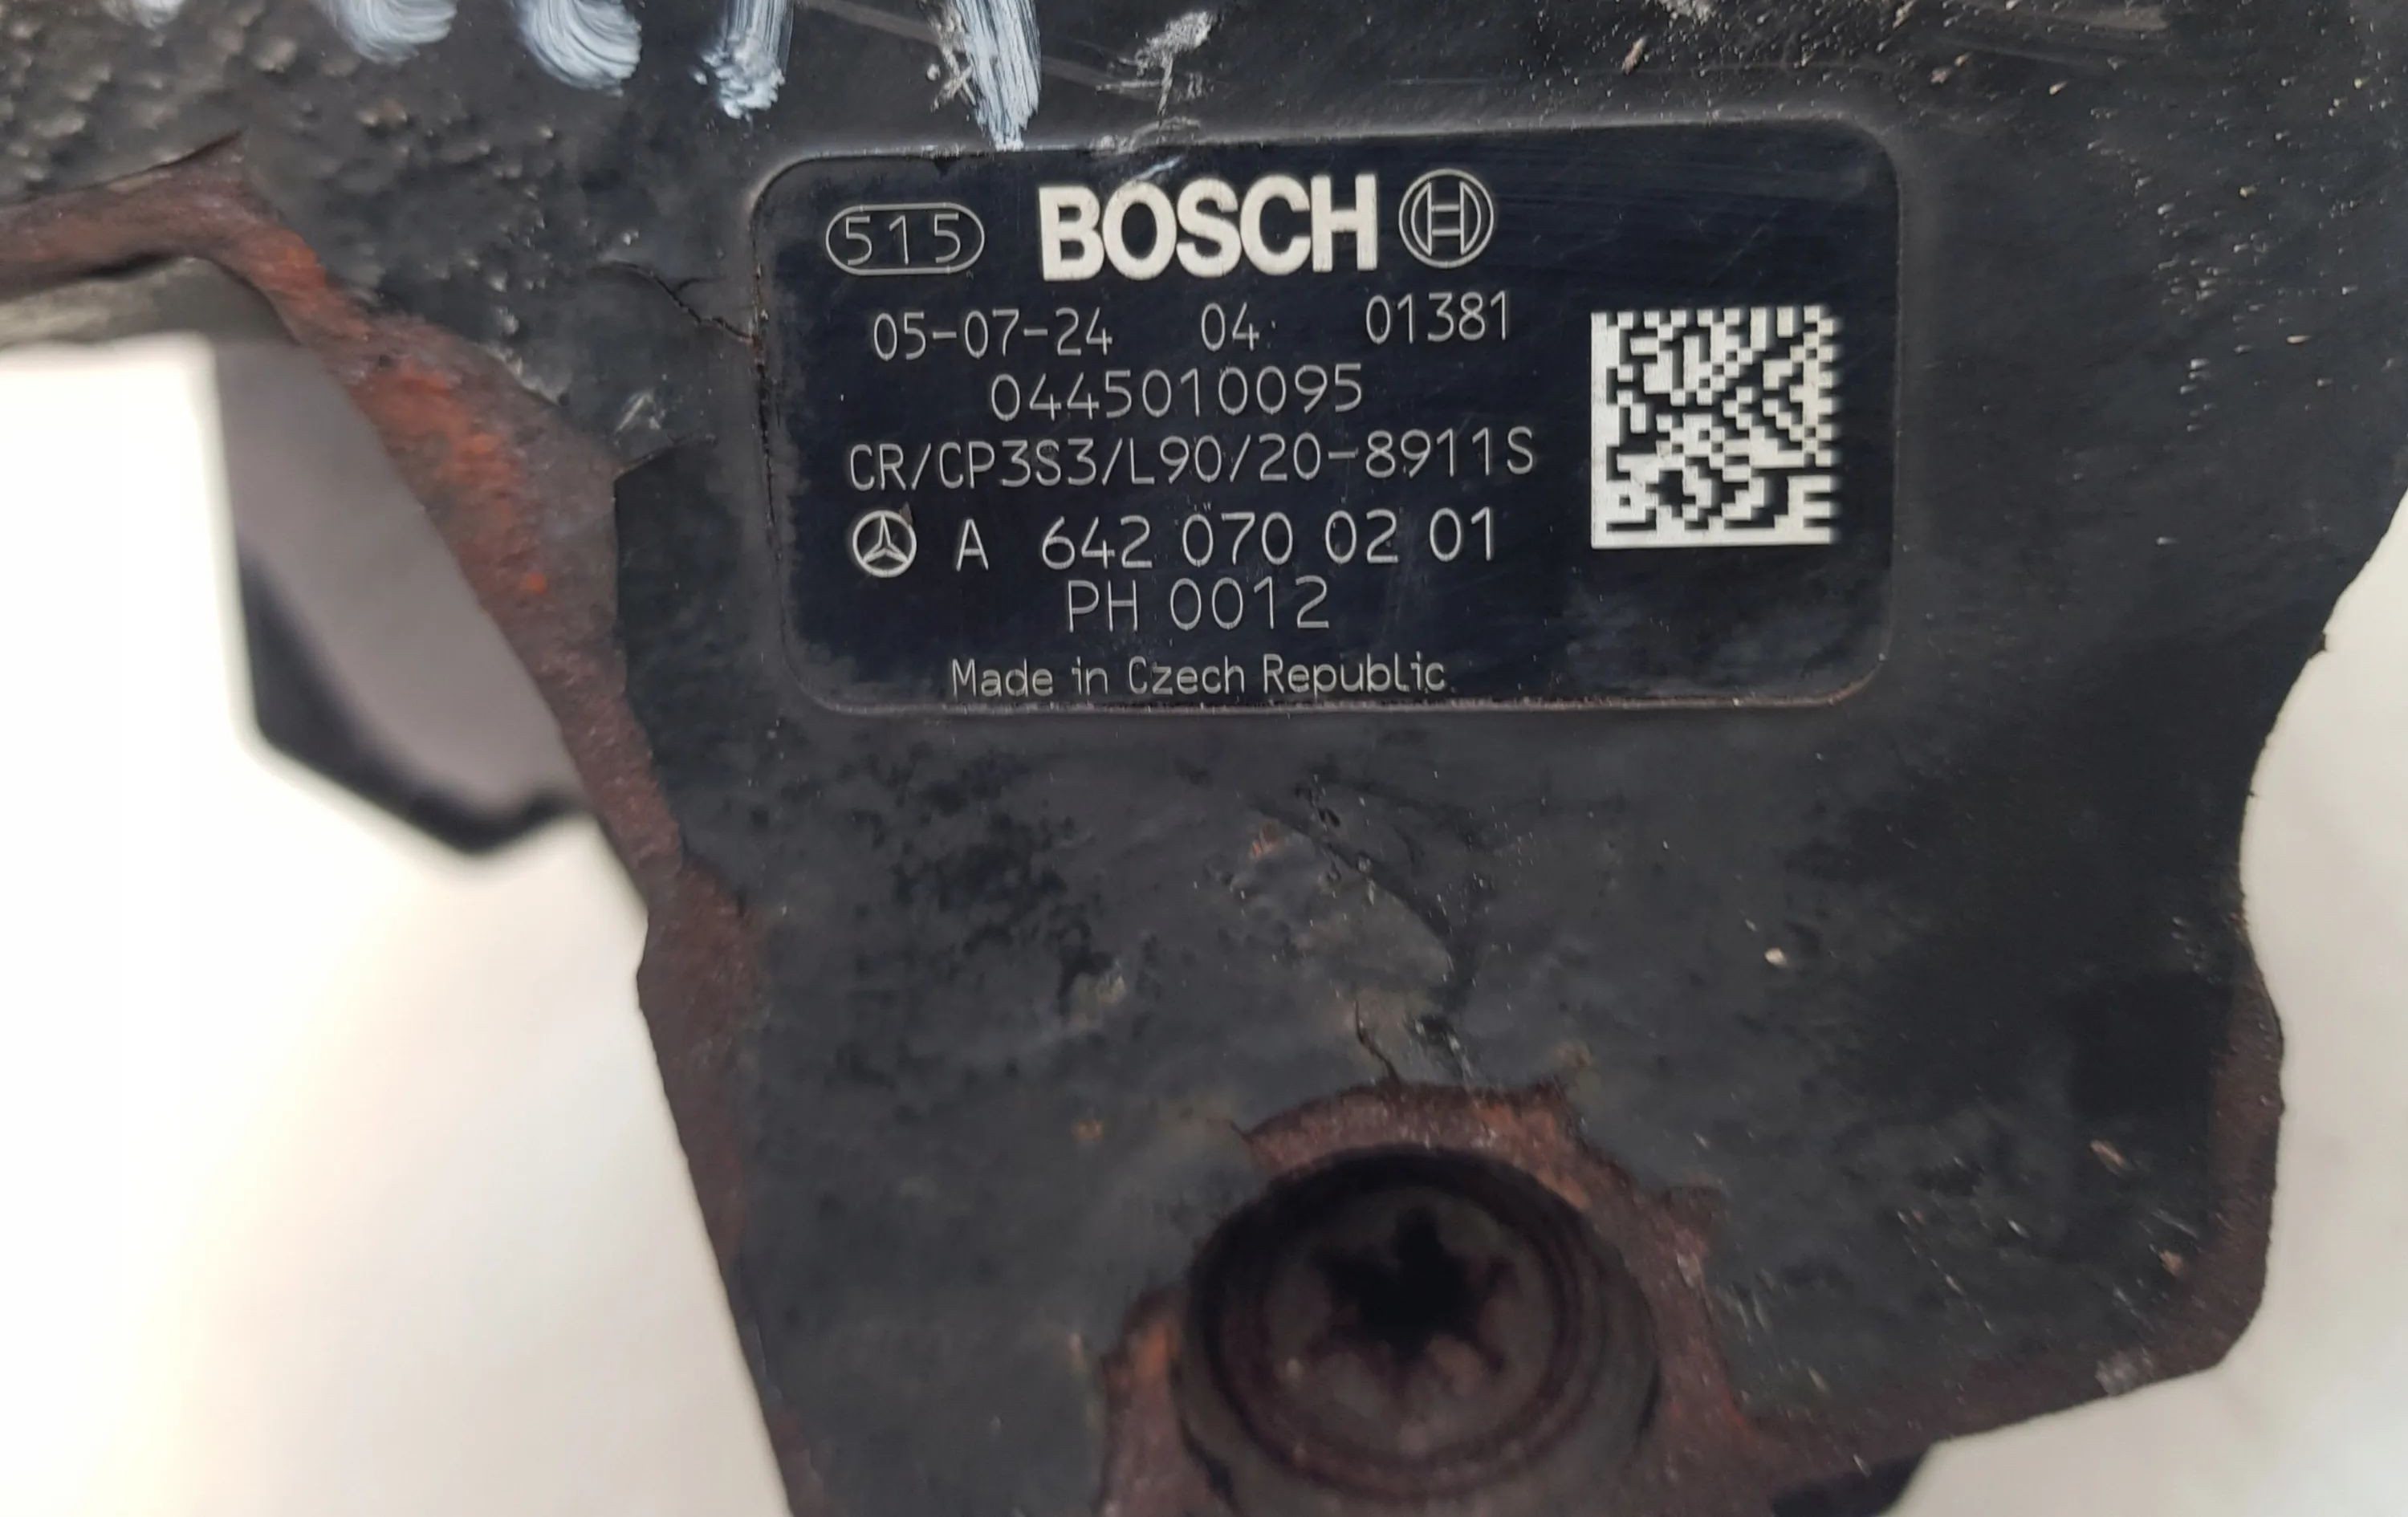 515 BOSCH
05-07-24 04 01381
0445010095
CR/CP3S3/L90/20-8911S
A 642 070 02 01
PH 0012
Made in Czech Republic